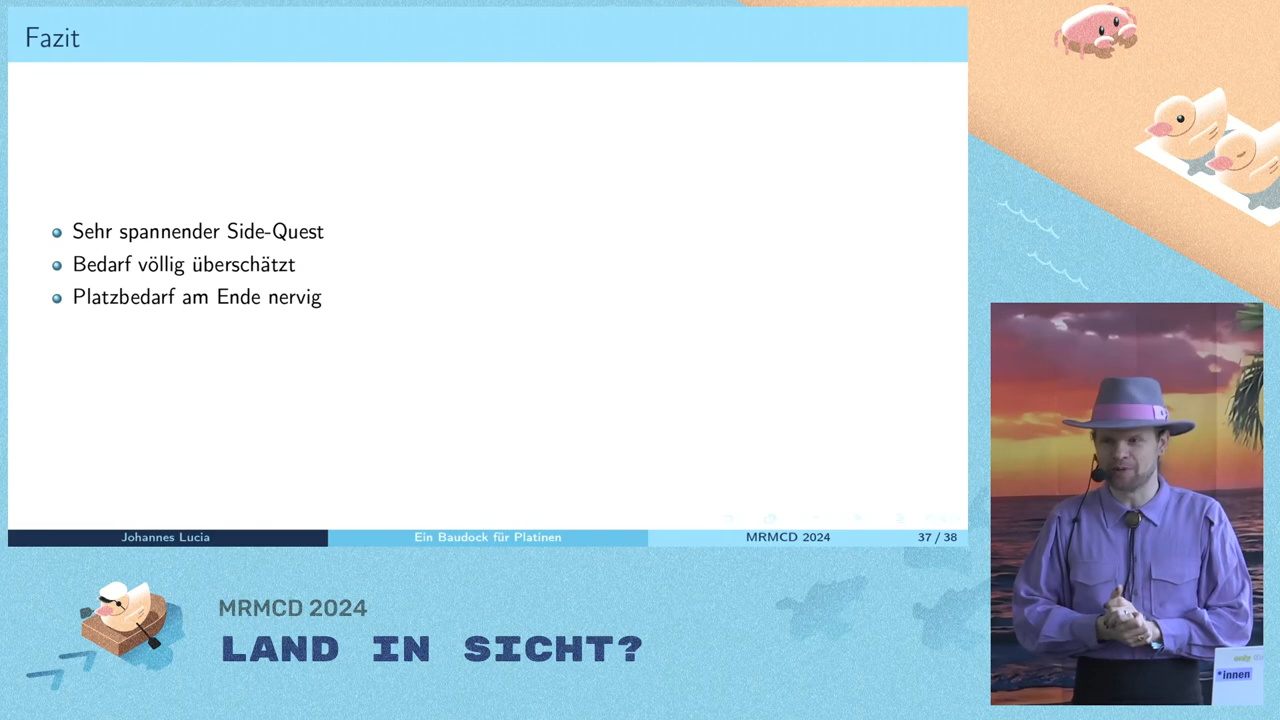 Fazit
Sehr spannender Side-Quest
Bedarf völlig überschätzt
Platzbedarf am Ende nervig
Johannes Lucia
Ein Baudock für Platinen
MRMCD 2024
37 / 38
MRMCD 2024
LAND IN SICHT?
*innen